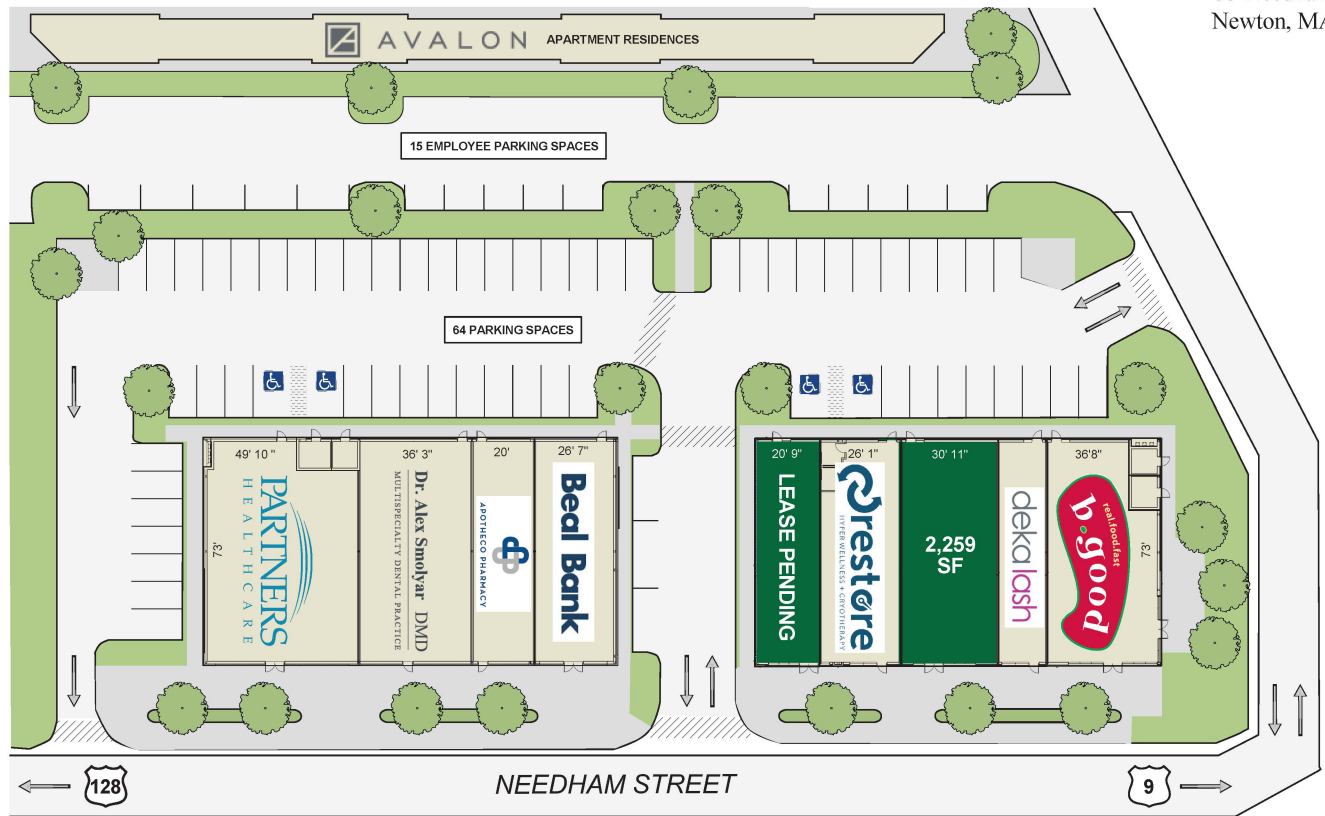 Newton, MA
AVALON APARTMENT RESIDENCES
15 EMPLOYEE PARKING SPACES
64 PARKING SPACES
49' 10"
36' 3"
20'
26' 7"
20' 9"
26' 1"
30' 11"
36'8"
73'
PARTNERS
HEALTHCARE
Dr. Alex Smolyar DMD
MULTISPECIALTY DENTAL PRACTICE
APOTHECO PHARMACY
Beal Bank
LEASE PENDING
restore
HYPER WELLNESS + CRYOTHERAPY
2,259
SF
deka lash
real.food.fast
b.good
73'
128
NEEDHAM STREET
9